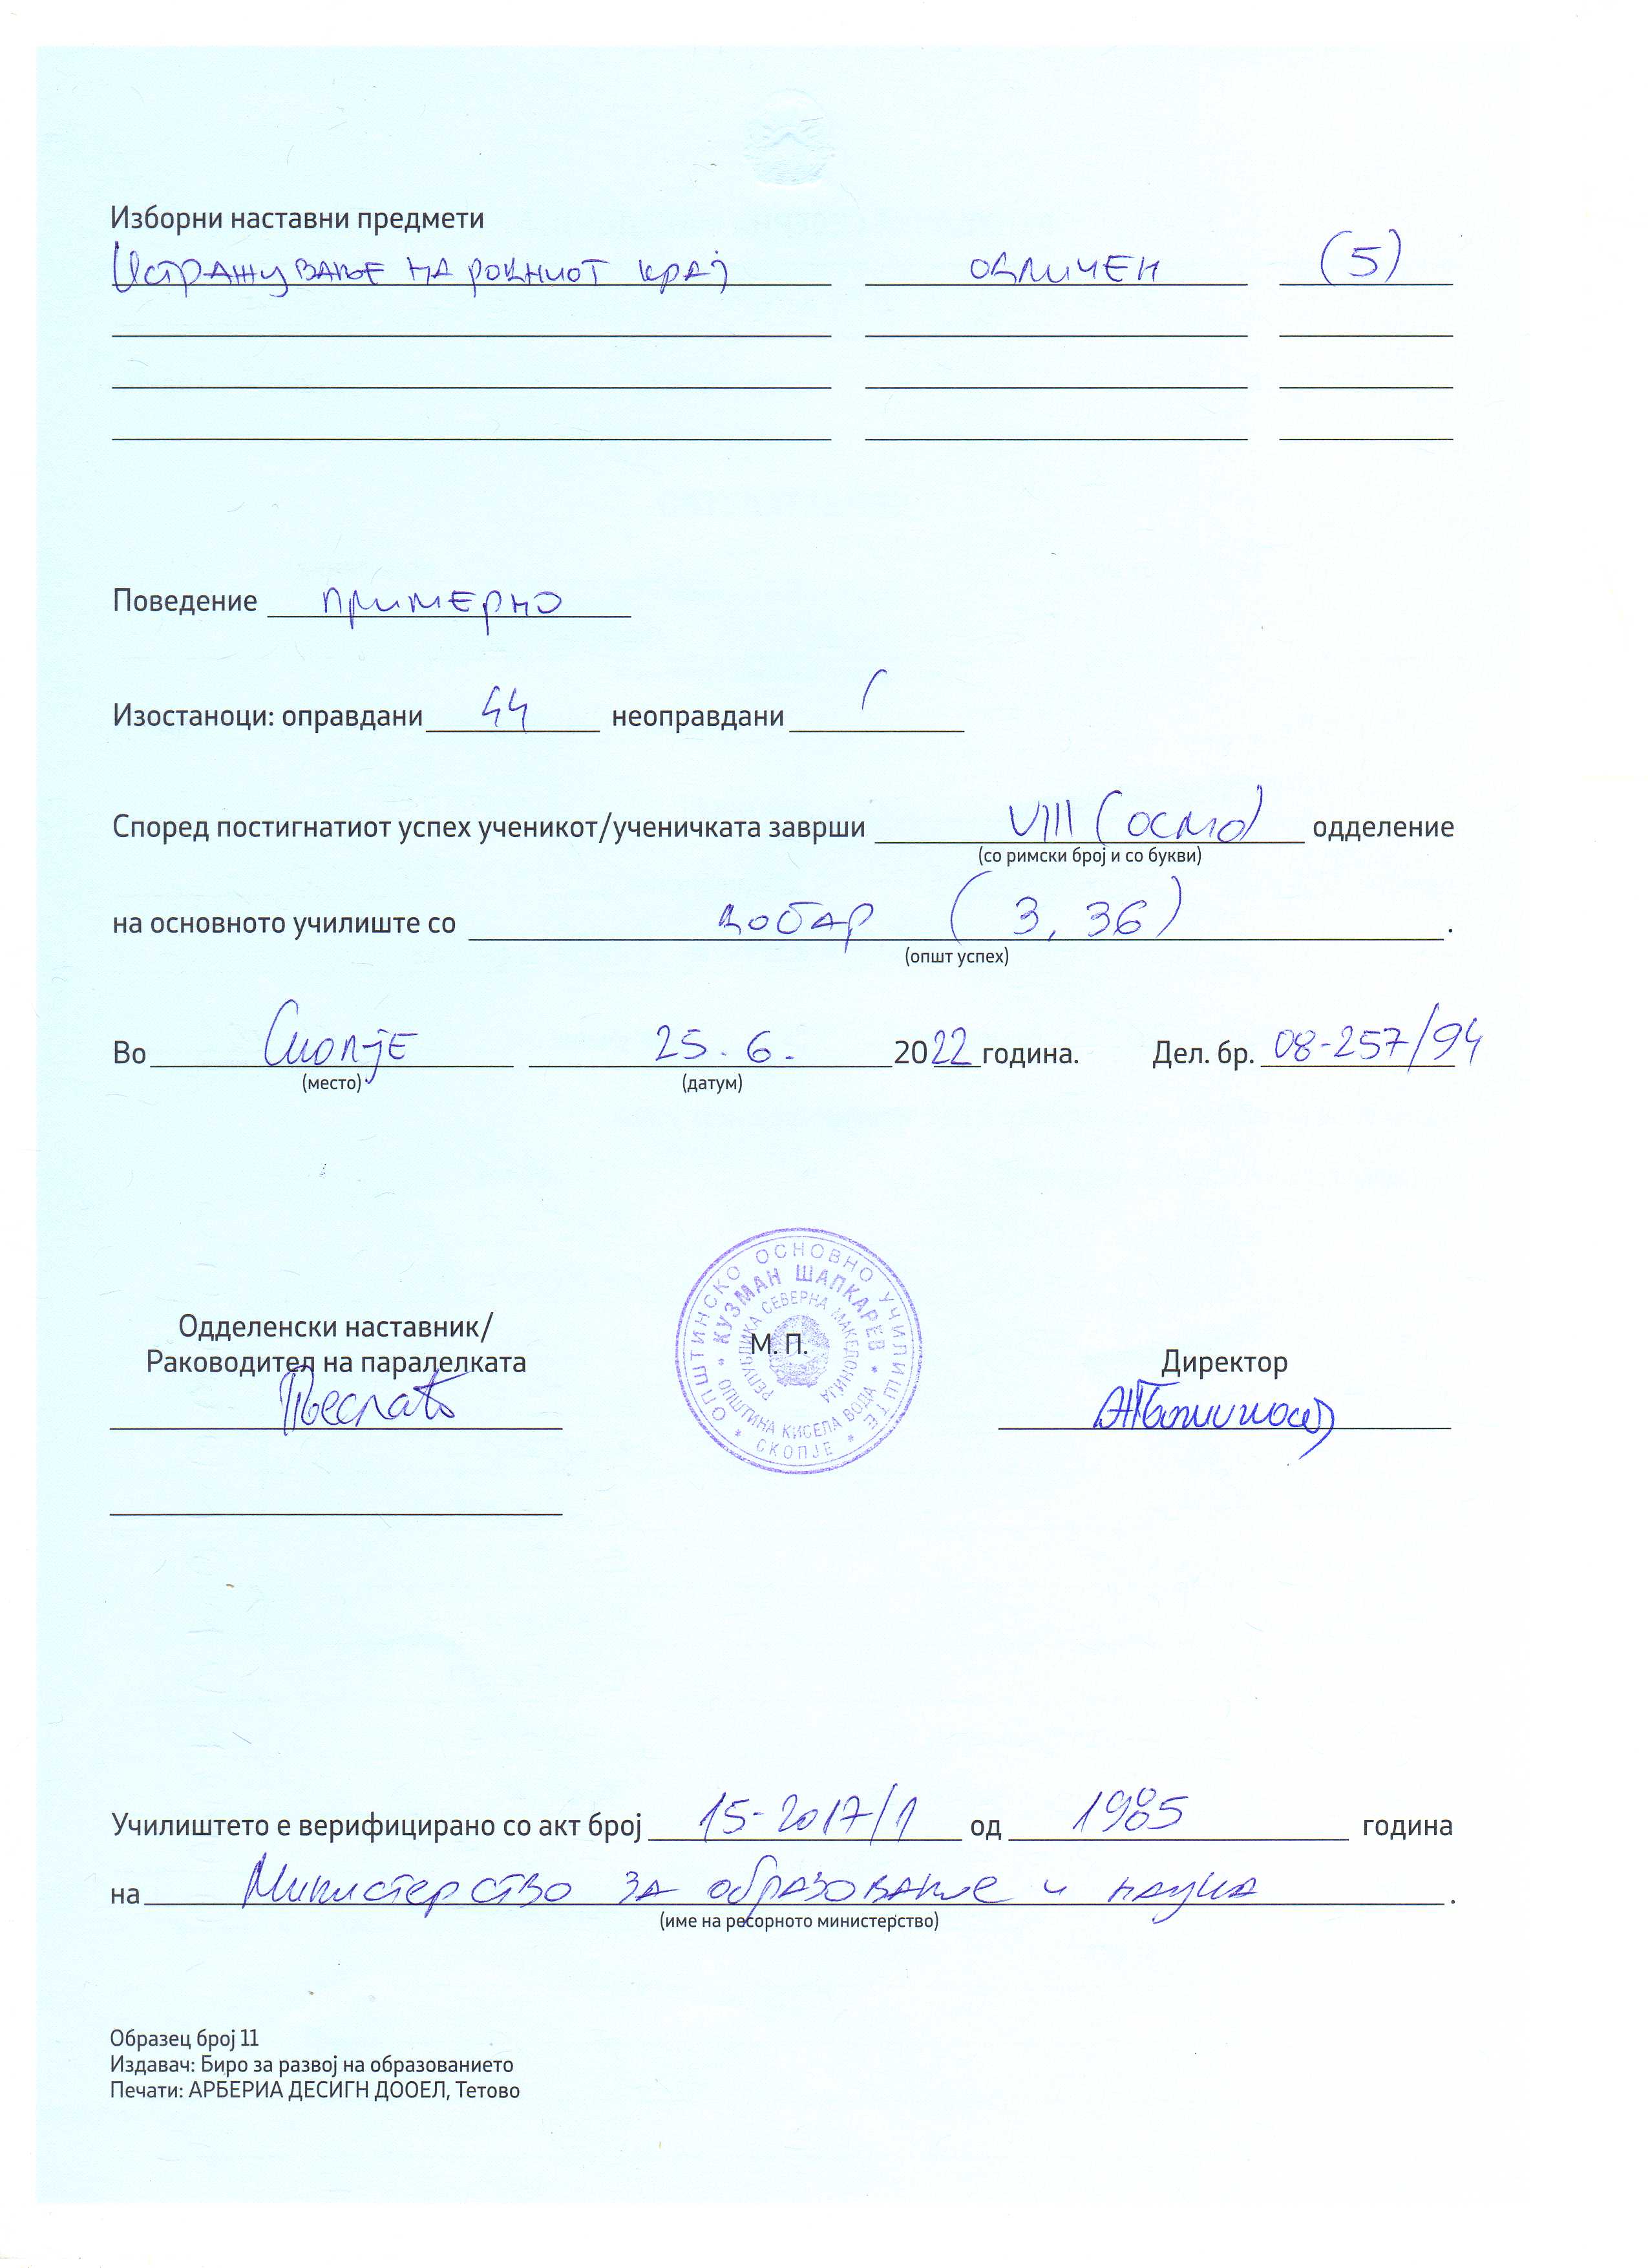 Изборни наставни предмети
Истражување на родниот крај одличен (5)
Поведение примерно
Изостаноци: оправдани 44 неоправдани /
Според постигнатиот успех ученикот/ученичката заврши VIII (осмо) одделение
(со римски број и со букви)
на основното училиште со добар (3,36).
(општ успех)
Во Скопје 25.6. 2022 година. Дел. бр. 08-257/94
(место) (датум)
Одделенски наставник/
Раководител на паралелката
М. П.
Директор
ОПШТИНСКО ОСНОВНО УЧИЛИШТЕ * СКОПЈЕ *
"КУЗМАН ШАПКАРЕВ" ОПШТИНА КИСЕЛА ВОДА
РЕПУБЛИКА СЕВЕРНА МАКЕДОНИЈА
Училиштето е верифицирано со акт број 15-2017/1 од 1985 година
на Министерство за образование и наука.
(име на ресорното министерство)
Образец број 11
Издавач: Биро за развој на образованието
Печати: АРБЕРИА ДЕСИГН ДООЕЛ, Тетово